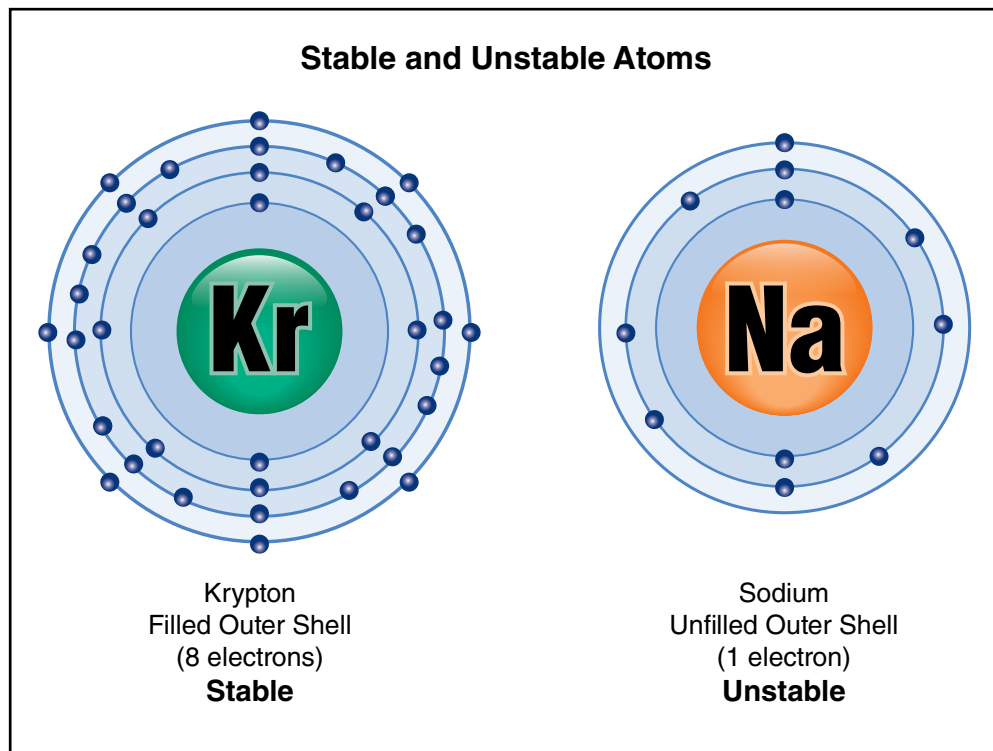 Stable and Unstable Atoms
Kr
Na
Krypton
Filled Outer Shell
(8 electrons)
Stable
Sodium
Unfilled Outer Shell
(1 electron)
Unstable